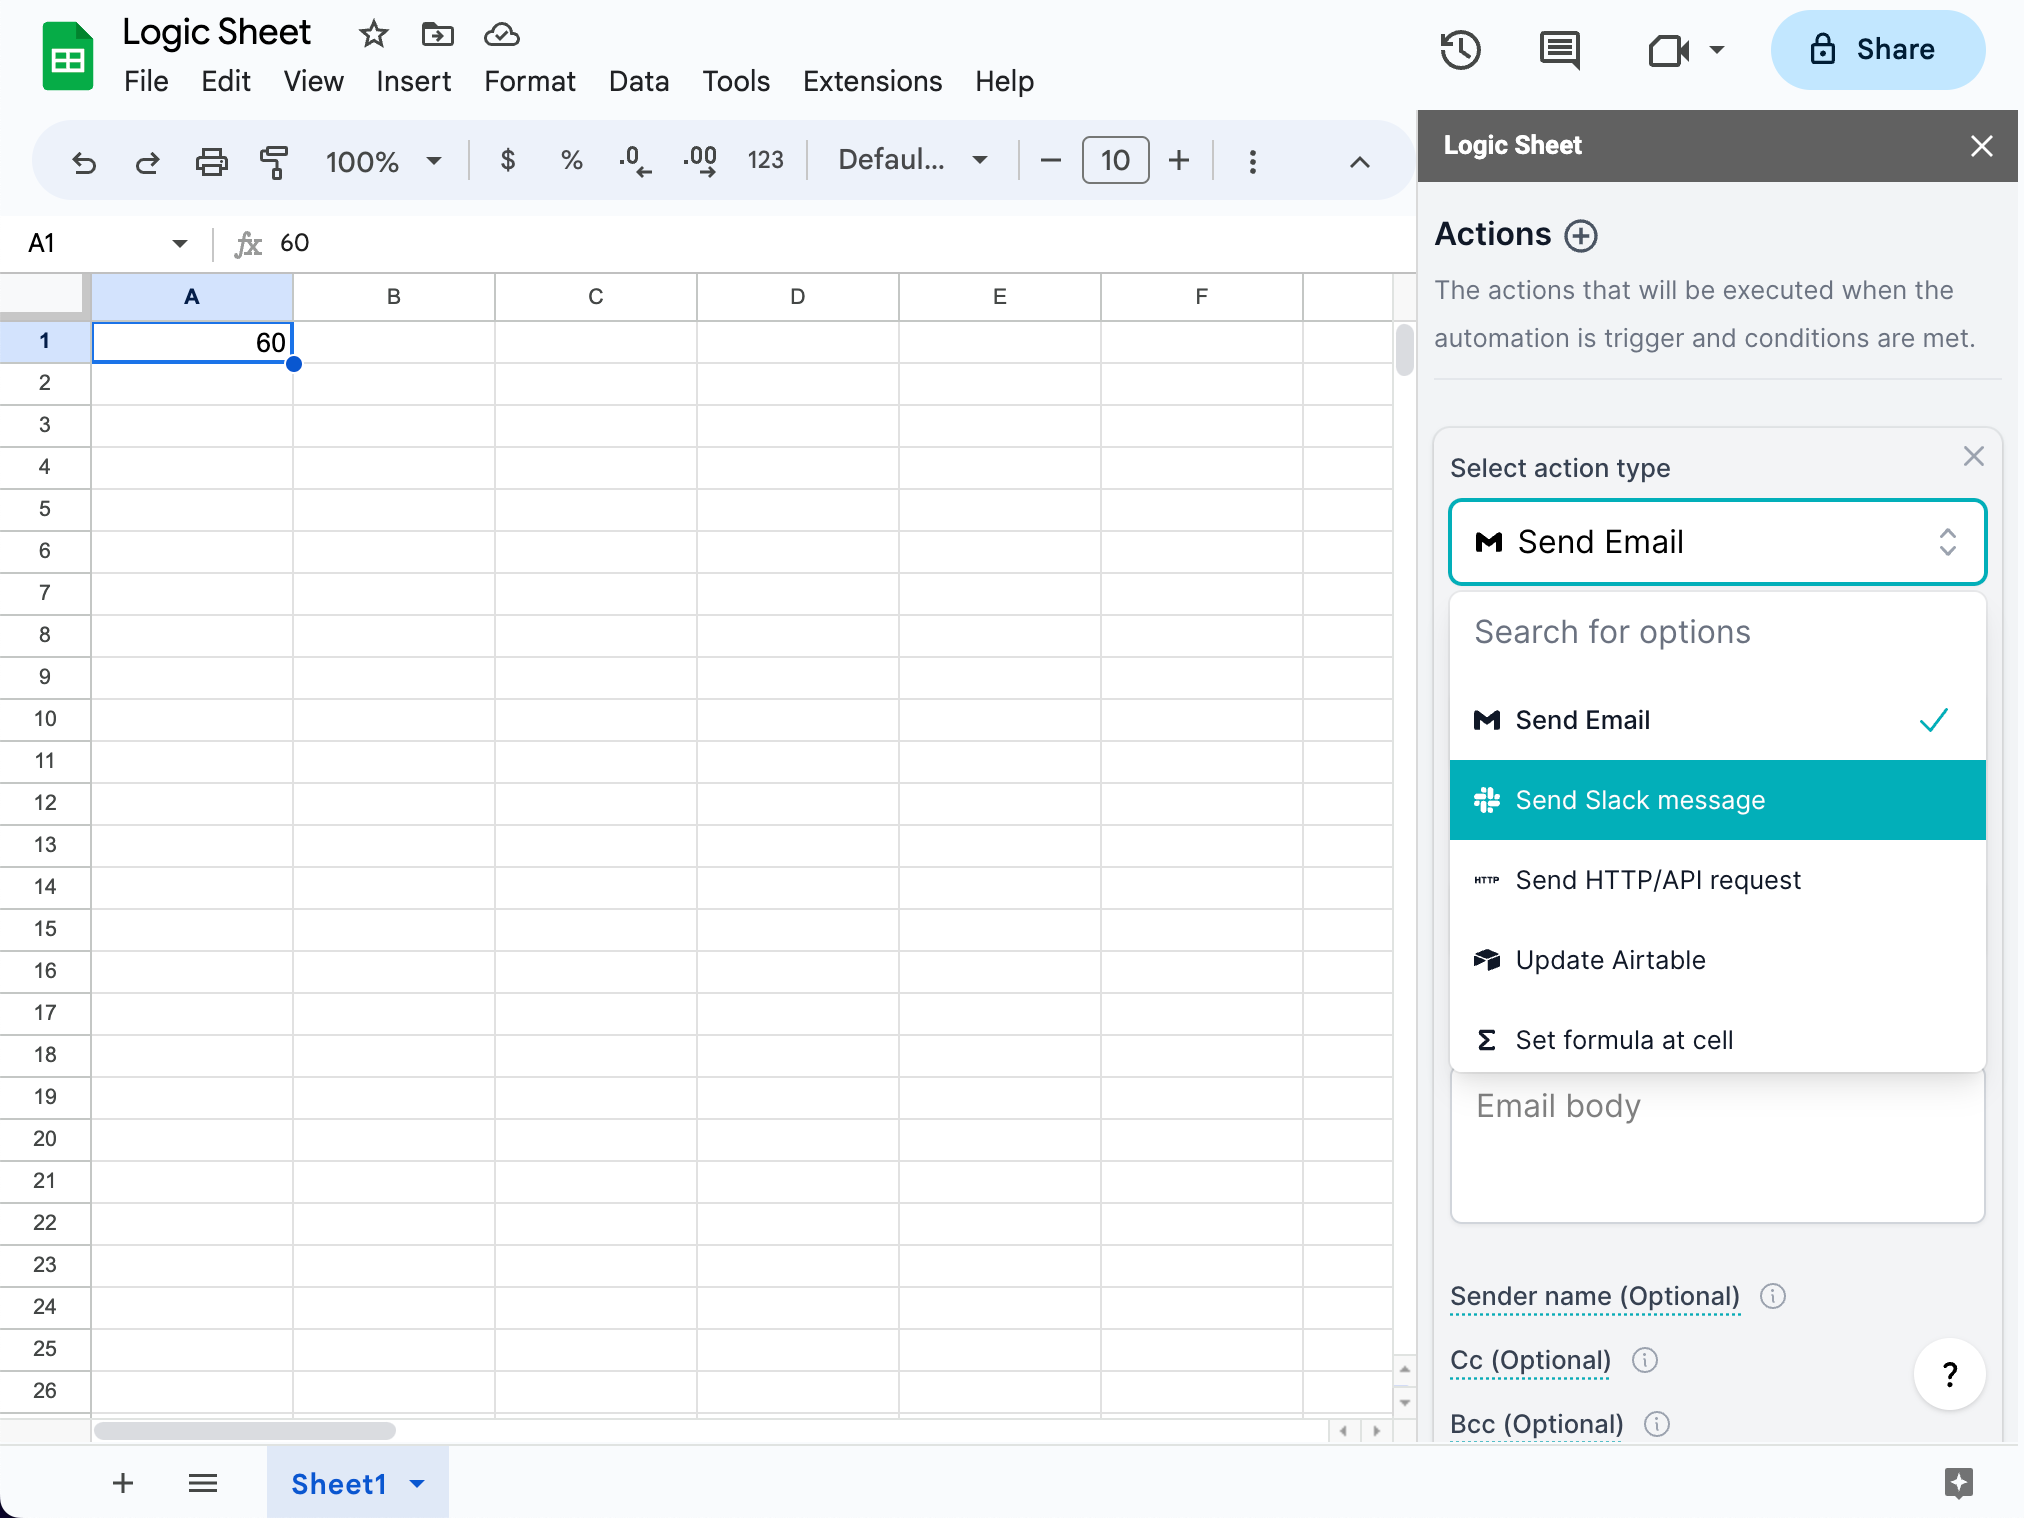 Logic Sheet
File Edit View Insert Format Data Tools Extensions Help
Share
100% $ % .0 .00 123 Defaul... 10
Logic Sheet
A1 fx 60
Actions
The actions that will be executed when the
automation is trigger and conditions are met.
A B C D E F
1 60
2
3
4
5
6
7
8
9
10
11
12
13
14
15
16
17
18
19
20
21
22
23
24
25
26
Select action type
Send Email
Search for options
Send Email
Send Slack message
HTTP Send HTTP/API request
Update Airtable
Σ Set formula at cell
Email body
Sender name (Optional)
Cc (Optional)
?
Bcc (Optional)
Sheet1